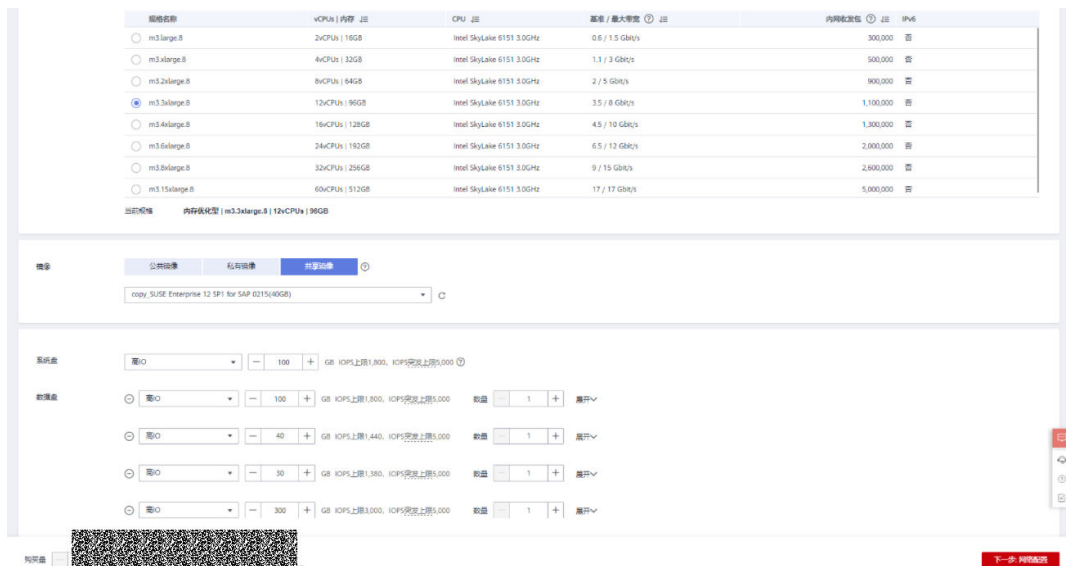 规格名称 vCPUs | 内存 CPU 基准 / 最大带宽 内网收发包 IPv6
m3.large.8 2vCPUs | 16GB Intel SkyLake 6151 3.0GHz 0.6 / 1.5 Gbit/s 300,000 否
m3.xlarge.8 4vCPUs | 32GB Intel SkyLake 6151 3.0GHz 1.1 / 3 Gbit/s 500,000 否
m3.2xlarge.8 8vCPUs | 64GB Intel SkyLake 6151 3.0GHz 2 / 5 Gbit/s 900,000 否
m3.3xlarge.8 12vCPUs | 96GB Intel SkyLake 6151 3.0GHz 3.5 / 8 Gbit/s 1,100,000 否
m3.4xlarge.8 16vCPUs | 128GB Intel SkyLake 6151 3.0GHz 4.5 / 10 Gbit/s 1,300,000 否
m3.6xlarge.8 24vCPUs | 192GB Intel SkyLake 6151 3.0GHz 6.5 / 12 Gbit/s 2,000,000 否
m3.8xlarge.8 32vCPUs | 256GB Intel SkyLake 6151 3.0GHz 9 / 15 Gbit/s 2,600,000 否
m3.15xlarge.8 60vCPUs | 512GB Intel SkyLake 6151 3.0GHz 17 / 17 Gbit/s 5,000,000 否
当前规格 内存优化型 | m3.3xlarge.8 | 12vCPUs | 96GB
镜像 公共镜像 私有镜像 共享镜像
copy_SUSE Enterprise 12 SP1 for SAP 0215(40GB)
系统盘 高IO 100 GB IOPS上限1,800，IOPS突发上限5,000
数据盘 高IO 100 GB IOPS上限1,800，IOPS突发上限5,000 数量 1 展开
高IO 40 GB IOPS上限1,440，IOPS突发上限5,000 数量 1 展开
高IO 30 GB IOPS上限1,380，IOPS突发上限5,000 数量 1 展开
高IO 300 GB IOPS上限3,000，IOPS突发上限5,000 数量 1 展开
购买量 下一步: 网络配置